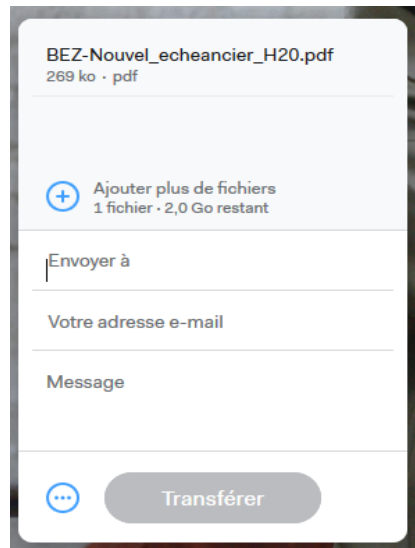 BEZ-Nouvel_echeancier_H20.pdf
269 ko · pdf
Ajouter plus de fichiers
1 fichier · 2,0 Go restant
Envoyer à
Votre adresse e-mail
Message
Transférer